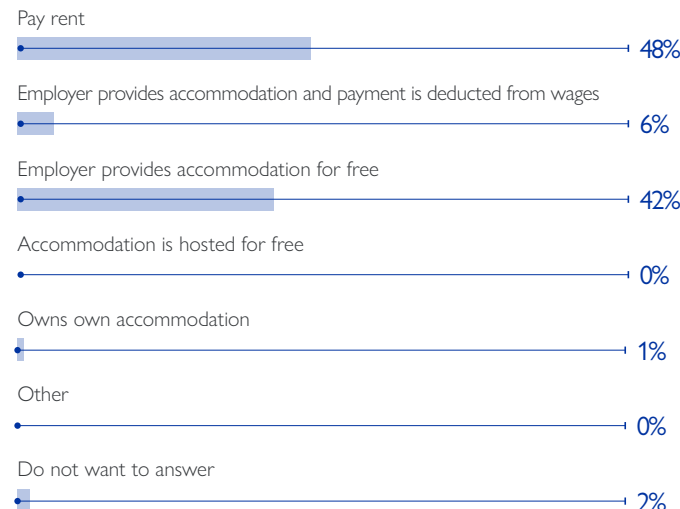 Pay rent
48%
Employer provides accommodation and payment is deducted from wages
6%
Employer provides accommodation for free
42%
Accommodation is hosted for free
0%
Owns own accommodation
1%
Other
0%
Do not want to answer
2%